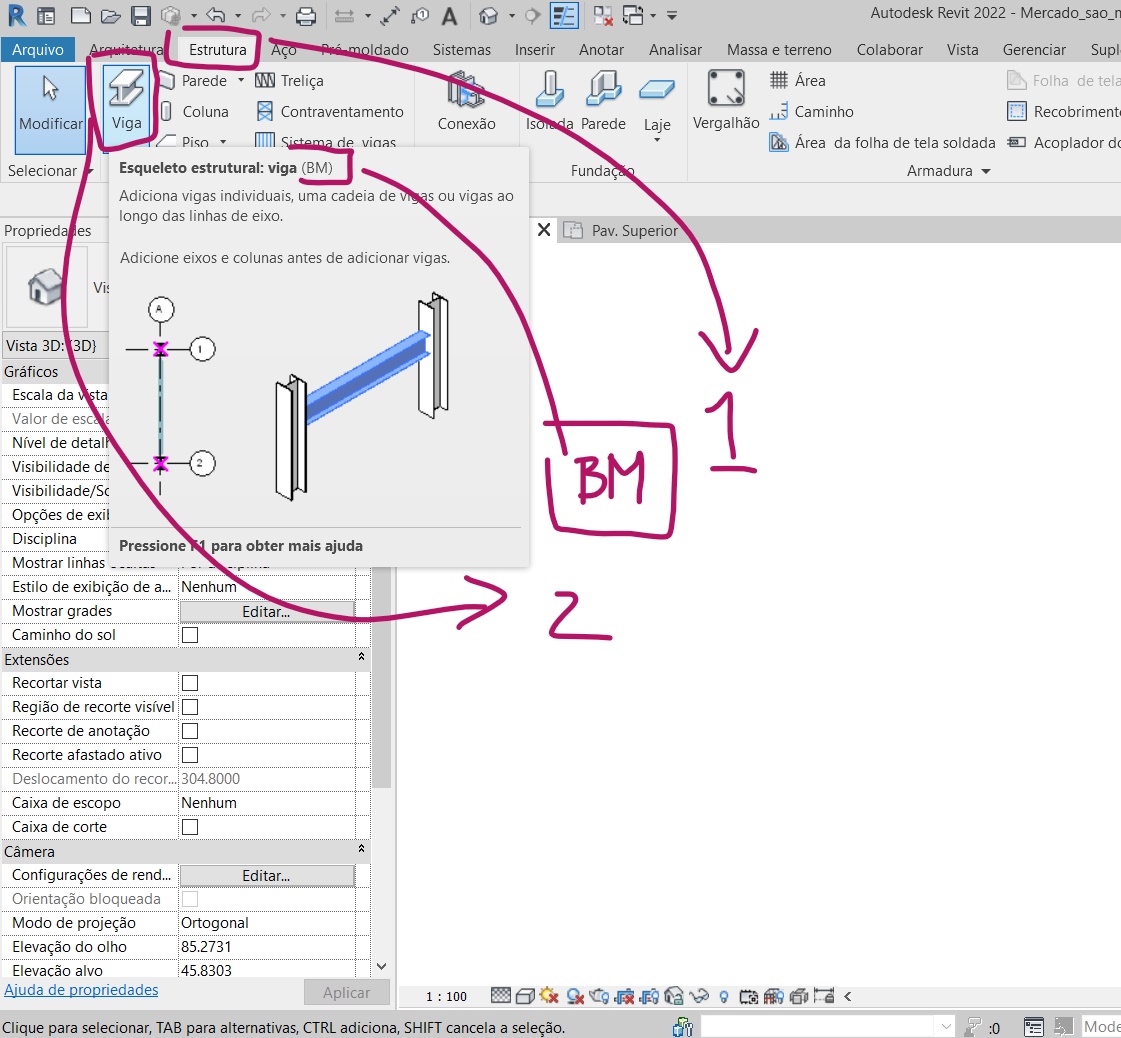 Autodesk Revit 2022 - Mercado_sao_m
Arquivo Arquitetura Estrutura Aço Pré-moldado Sistemas Inserir Anotar Analisar Massa e terreno Colaborar Vista Gerenciar Suple
Modificar Viga Parede Treliça Conexão Isolada Parede Laje Vergalhão Área Folha de tela
Coluna Contraventamento Caminho Recobriment
Piso Sistema de vigas Área da folha de tela soldada Acoplador do
Selecionar Fundação Armadura
Esqueleto estrutural: viga (BM)
Adiciona vigas individuais, uma cadeia de vigas ou vigas ao
longo das linhas de eixo.
Adicione eixos e colunas antes de adicionar vigas.
A
1
2
Pressione F1 para obter mais ajuda
Pav. Superior
1
BM
2
Propriedades
Vis
Vista 3D: {3D}
Gráficos
Escala da vista
Valor de escala
Nível de detalh
Visibilidade de
Visibilidade/So
Opções de exib
Disciplina
Mostrar linhas ocultas Por disciplina
Estilo de exibição de a... Nenhum
Mostrar grades Editar...
Caminho do sol
Extensões
Recortar vista
Região de recorte visível
Recorte de anotação
Recorte afastado ativo
Deslocamento do recor... 304.8000
Caixa de escopo Nenhum
Caixa de corte
Câmera
Configurações de rend... Editar...
Orientação bloqueada
Modo de projeção Ortogonal
Elevação do olho 85.2731
Elevação alvo 45.8303
Ajuda de propriedades Aplicar
1 : 100
Clique para selecionar, TAB para alternativas, CTRL adiciona, SHIFT cancela a seleção. :0 Mode